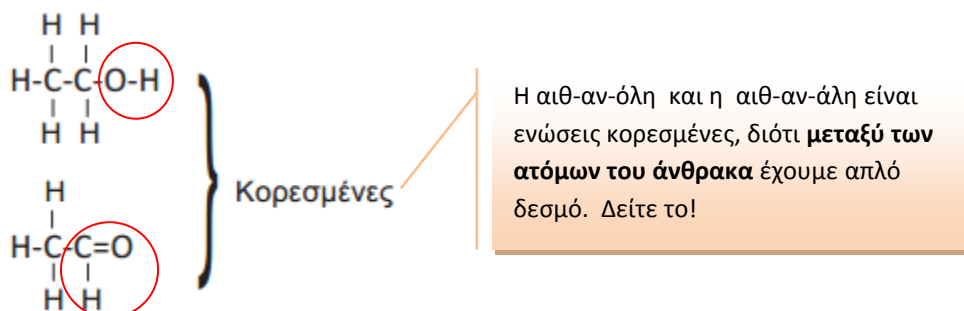 H H
H-C-C-O-H
H H
H
H-C-C=O
H H
Κορεσμένες
Η αιθ-αν-όλη και η αιθ-αν-άλη είναι
ενώσεις κορεσμένες, διότι μεταξύ των
ατόμων του άνθρακα έχουμε απλό
δεσμό. Δείτε το!